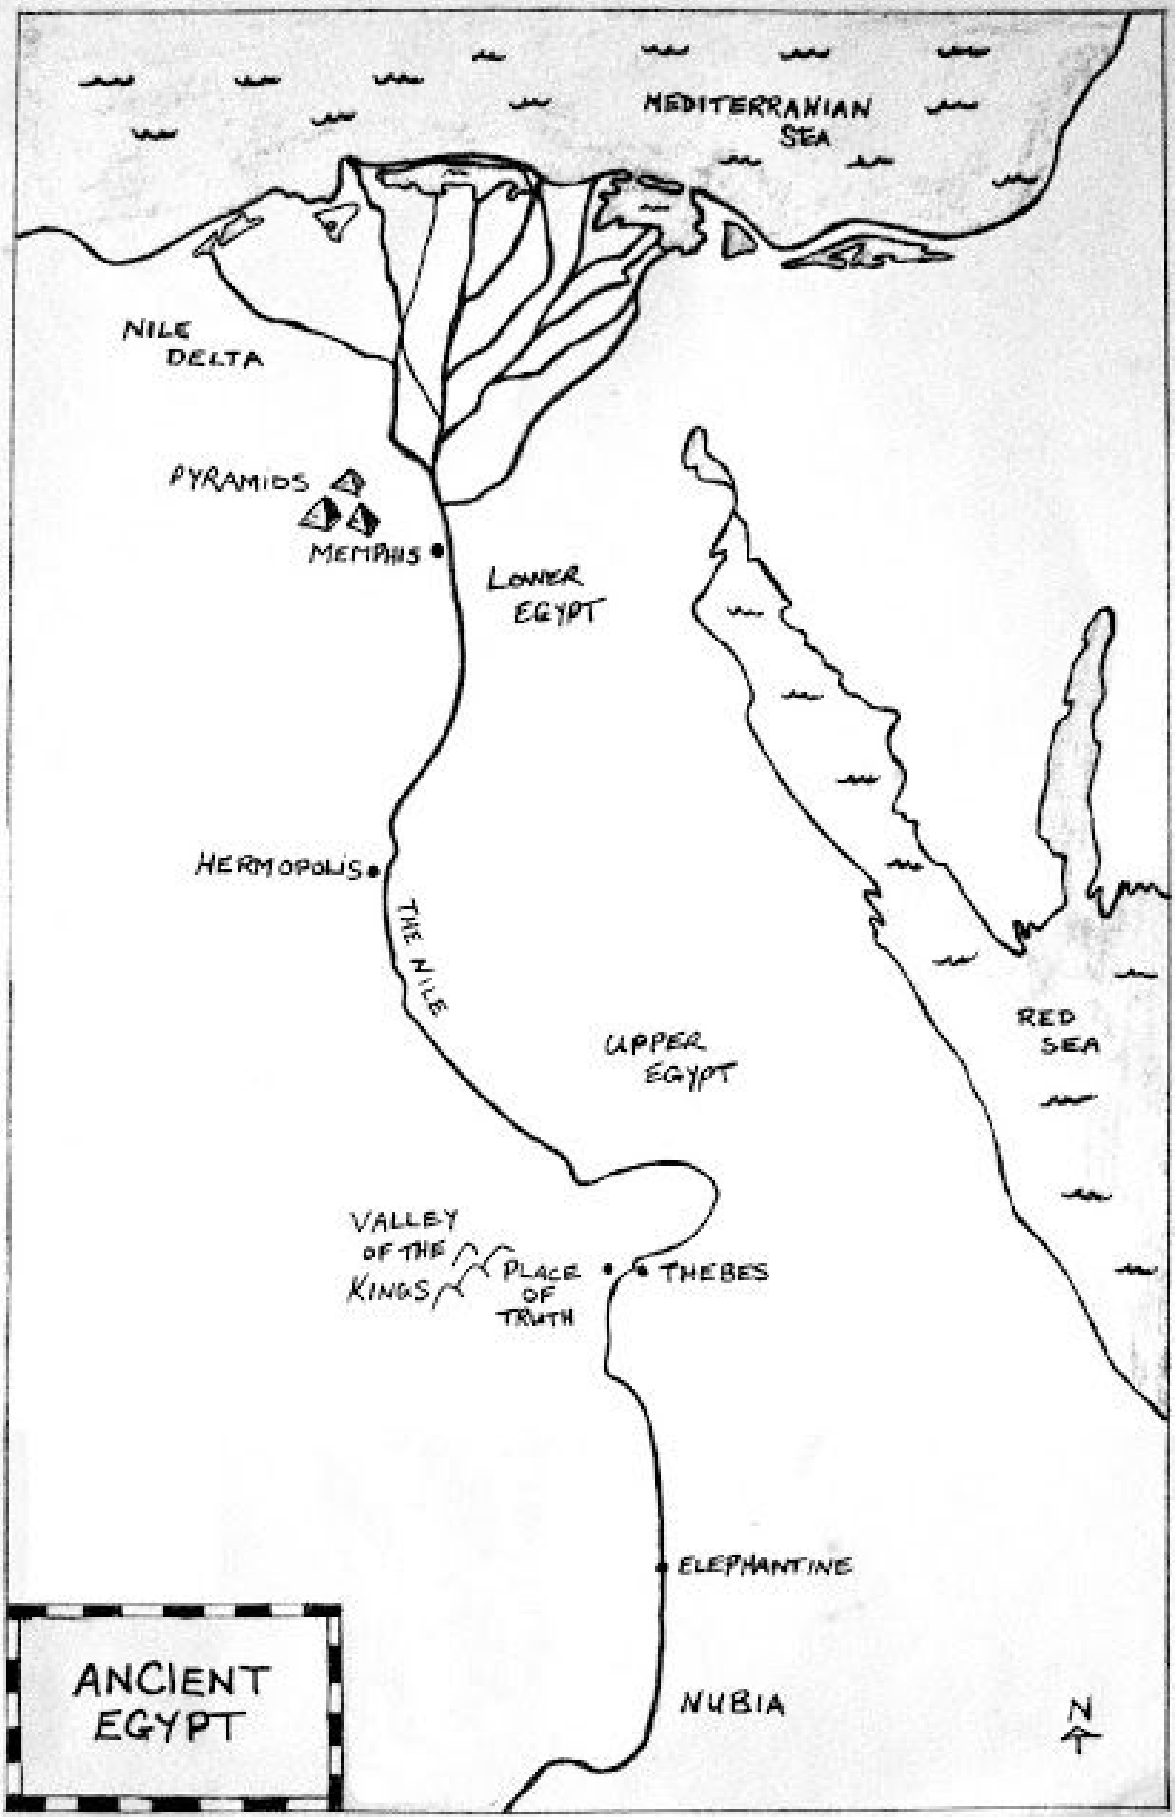 MEDITERRANIAN
SEA
NILE
DELTA
PYRAMIDS
MEMPHIS
LOWER
EGYPT
HERMOPOLIS
THE NILE
RED
SEA
UPPER
EGYPT
VALLEY
OF THE
KINGS
PLACE
OF
TRUTH
THEBES
ELEPHANTINE
NUBIA
ANCIENT
EGYPT
N